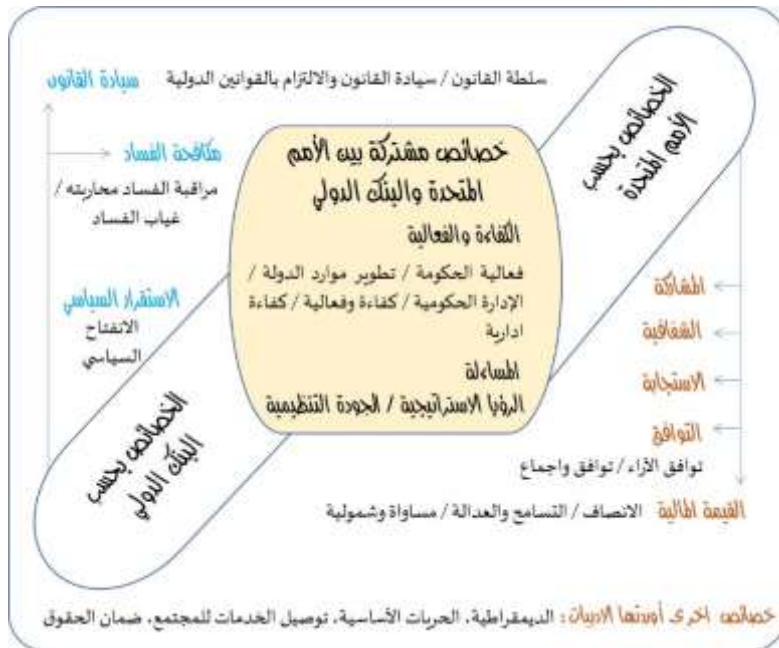 سيادة القانون سلطة القانون / سيادة القانون والالتزام بالقوانين الدولية
الخصائص بحسب
الأمم المتحدة
مكافحة الفساد
مراقبة الفساد محاربته /
غياب الفساد
الاستقرار السياسي
الانفتاح
السياسي
خصائص مشتركة بين الأمم
المتحدة والبنك الدولي
الكفاءة والفعالية
فعالية الحكومة / تطوير موارد الدولة /
الإدارة الحكومية / كفاءة وفعالية / كفاءة
ادارية
المساءلة
الرؤيا الاستراتيجية / الجودة التنظيمية
المشاركة
الشفافية
الاستجابة
التوافق
توافق الآراء / توافق واجماع
القيمة المالية الانصاف / التسامح والعدالة / مساواة وشمولية
الخصائص بحسب
البنك الدولي
خصائص اخرى أوردتها الادبيات : الديمقراطية، الحريات الأساسية، توصيل الخدمات للمجتمع، ضمان الحقوق